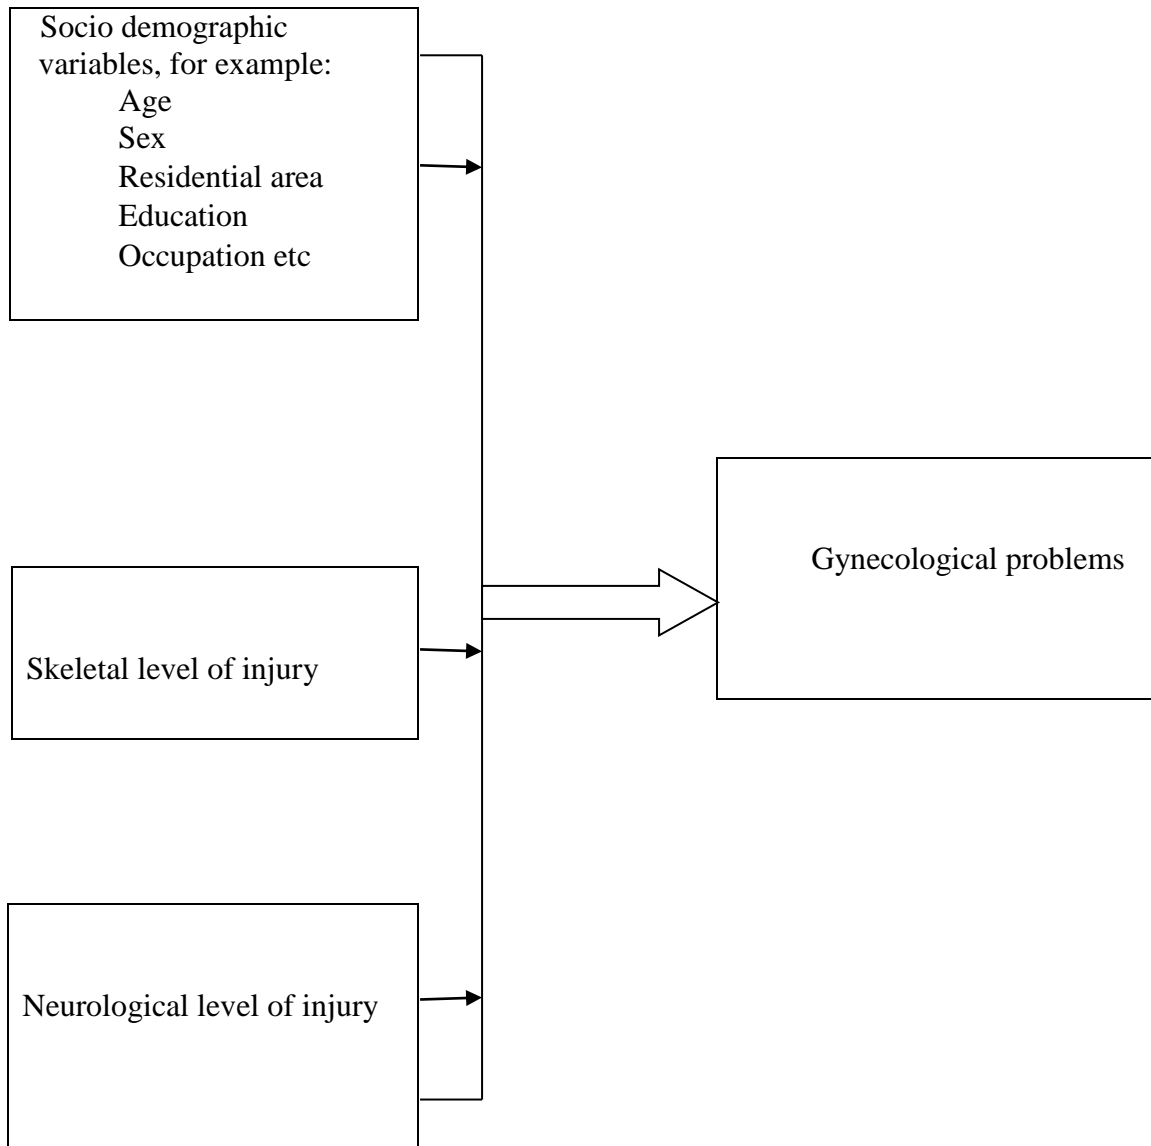 Socio demographic
variables, for example:
Age
Sex
Residential area
Education
Occupation etc
Gynecological problems
Skeletal level of injury
Neurological level of injury